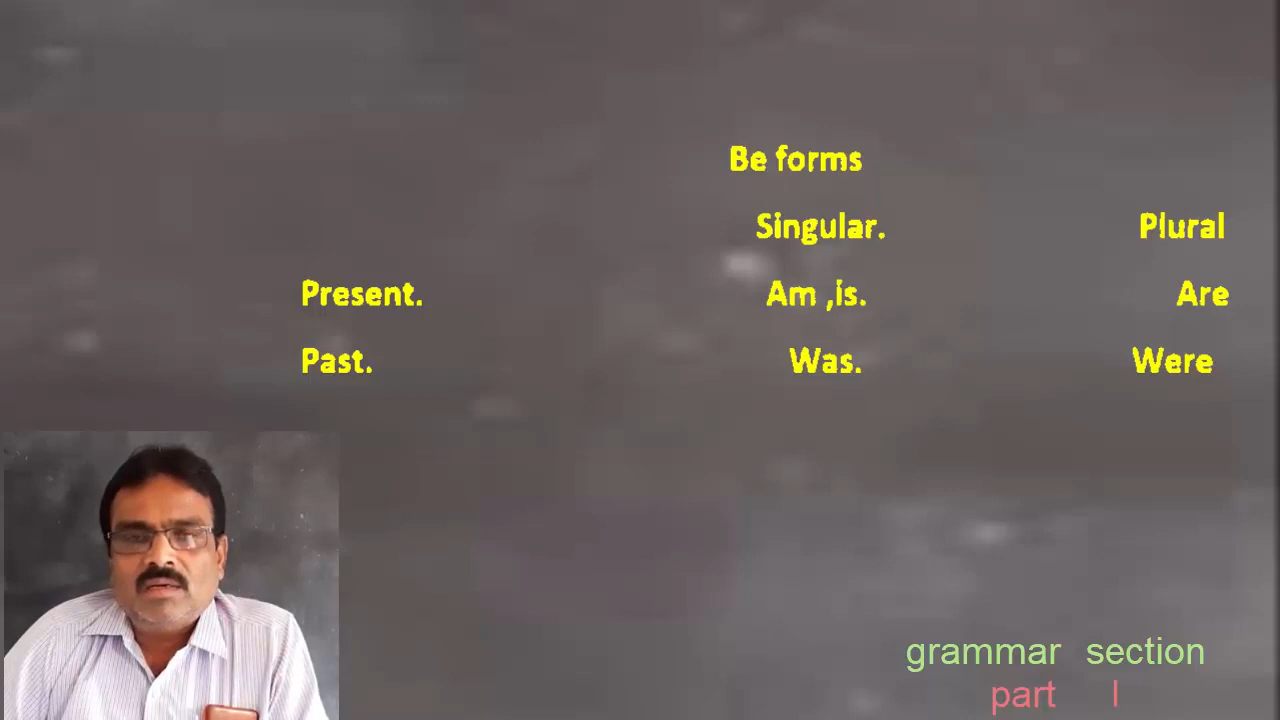 Be forms
Singular. Plural
Present. Am ,is. Are
Past. Was. Were
grammar section
part I